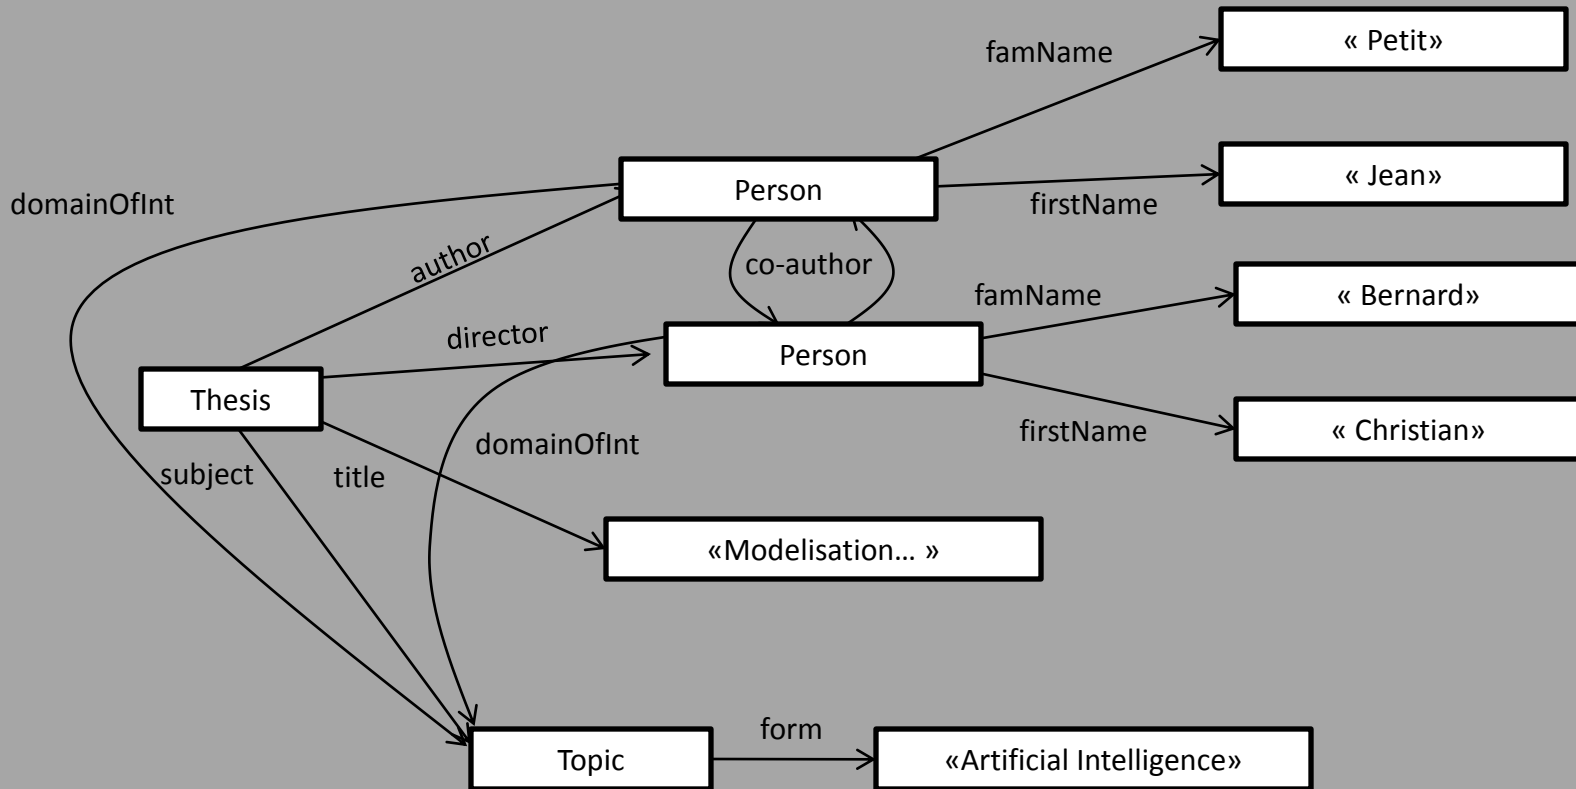 « Petit»
famName
« Jean»
Person
domainOfInt
firstName
author
co-author
« Bernard»
famName
director
Person
Thesis
« Christian»
firstName
domainOfInt
subject
title
«Modelisation... »
form
Topic
«Artificial Intelligence»